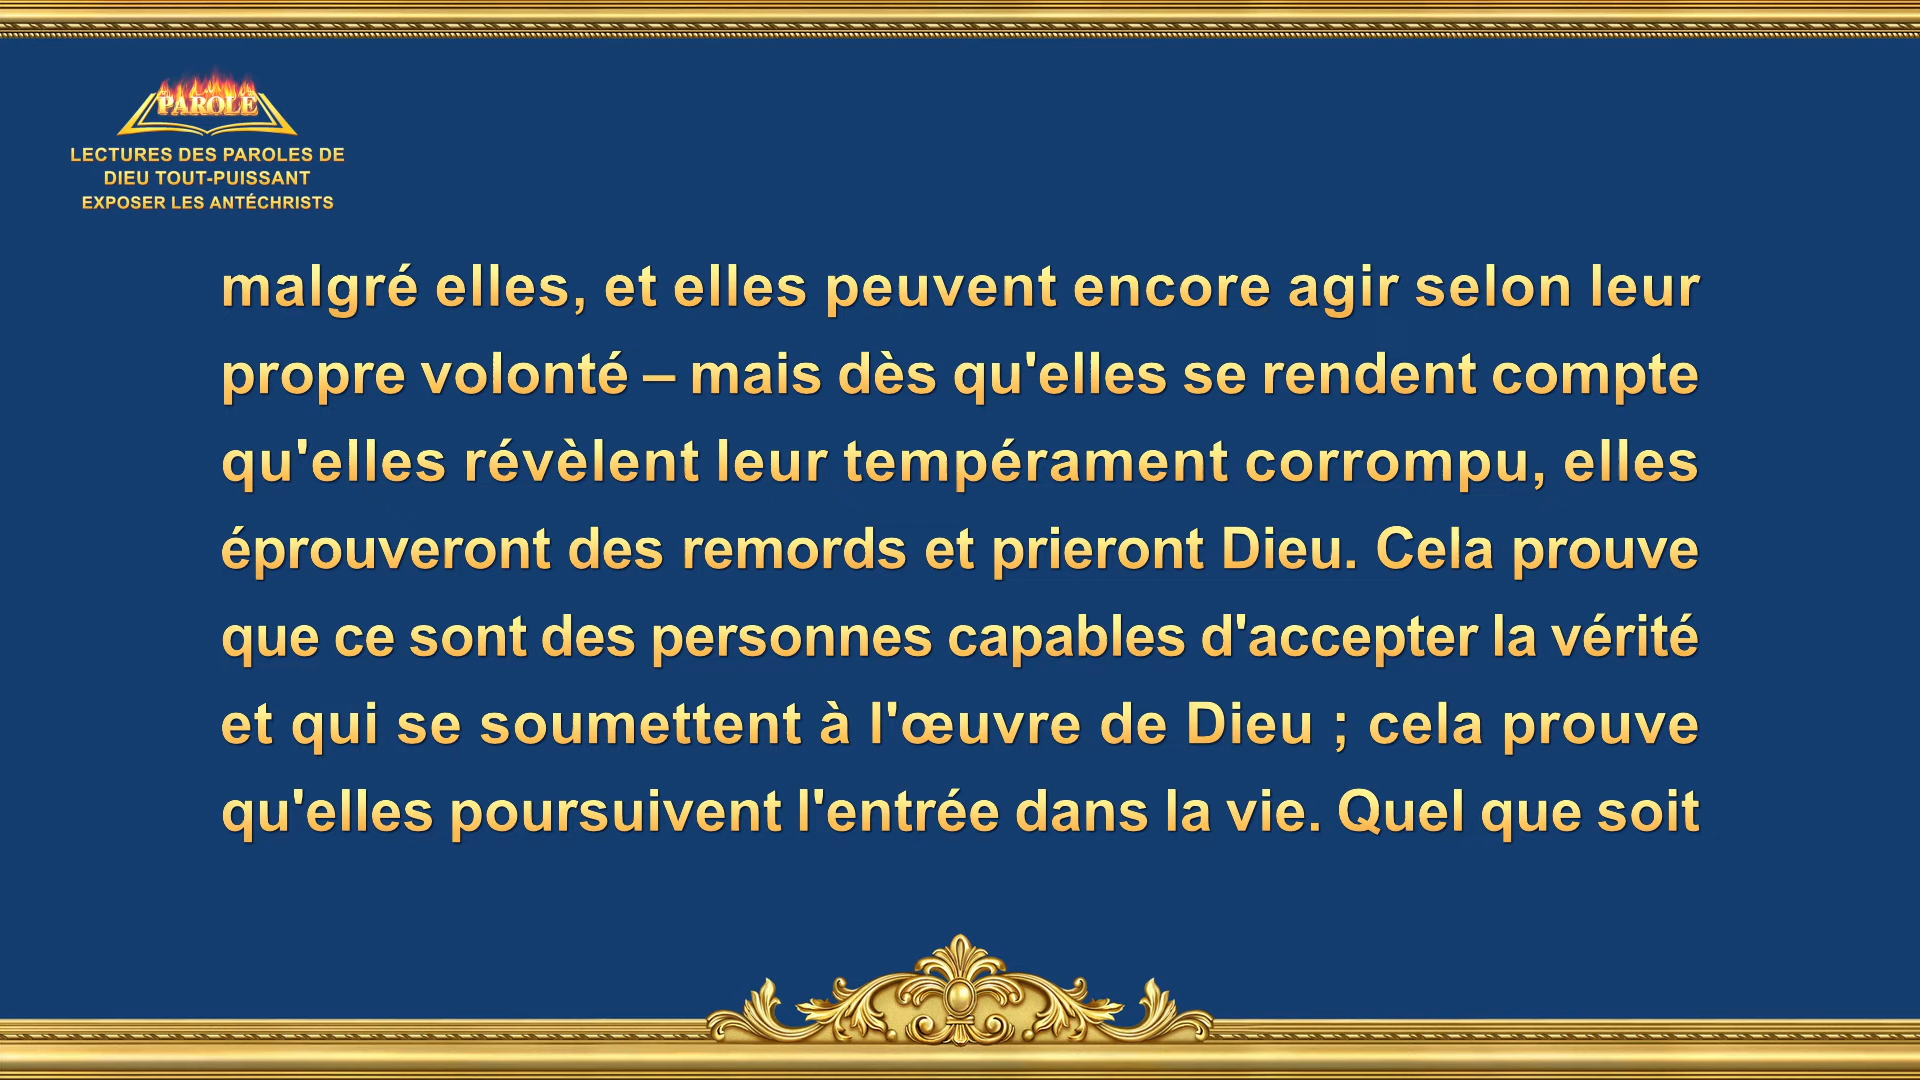 PAROLE
LECTURES DES PAROLES DE
DIEU TOUT-PUISSANT
EXPOSER LES ANTÉCHRISTS
malgré elles, et elles peuvent encore agir selon leur
propre volonté – mais dès qu'elles se rendent compte
qu'elles révèlent leur tempérament corrompu, elles
éprouveront des remords et prieront Dieu. Cela prouve
que ce sont des personnes capables d'accepter la vérité
et qui se soumettent à l'œuvre de Dieu ; cela prouve
qu'elles poursuivent l'entrée dans la vie. Quel que soit